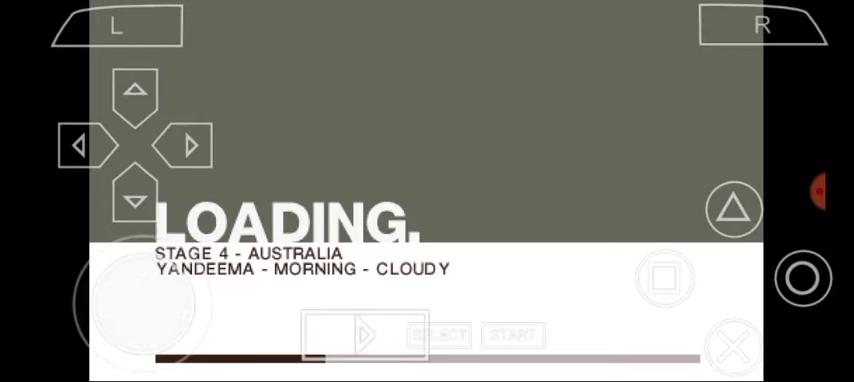 L
R
LOADING.
STAGE 4 - AUSTRALIA
YANDEEMA - MORNING - CLOUDY
SELECT
START